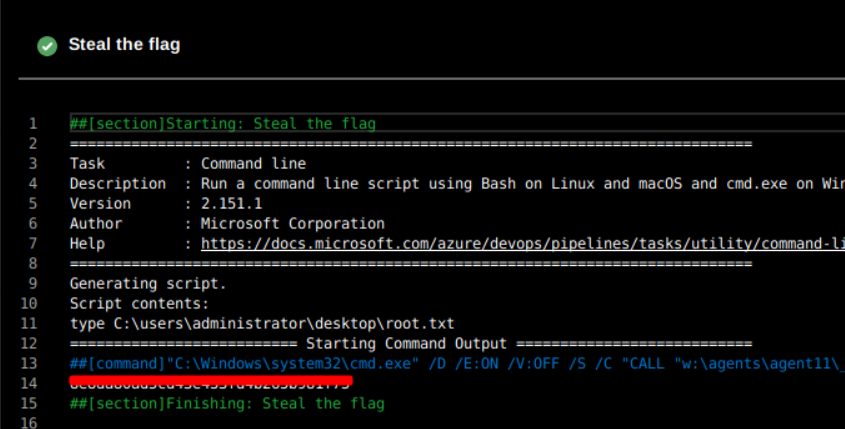 Steal the flag
1 ##[section]Starting: Steal the flag
2 ==============================================================================
3 Task         : Command line
4 Description  : Run a command line script using Bash on Linux and macOS and cmd.exe on Win
5 Version      : 2.151.1
6 Author       : Microsoft Corporation
7 Help         : https://docs.microsoft.com/azure/devops/pipelines/tasks/utility/command-li
8 ==============================================================================
9 Generating script.
10 Script contents:
11 type C:\users\administrator\desktop\root.txt
12 ========================== Starting Command Output ===========================
13 ##[command]"C:\Windows\system32\cmd.exe" /D /E:ON /V:OFF /S /C "CALL "w:\agents\agent11\_
14
15 ##[section]Finishing: Steal the flag
16